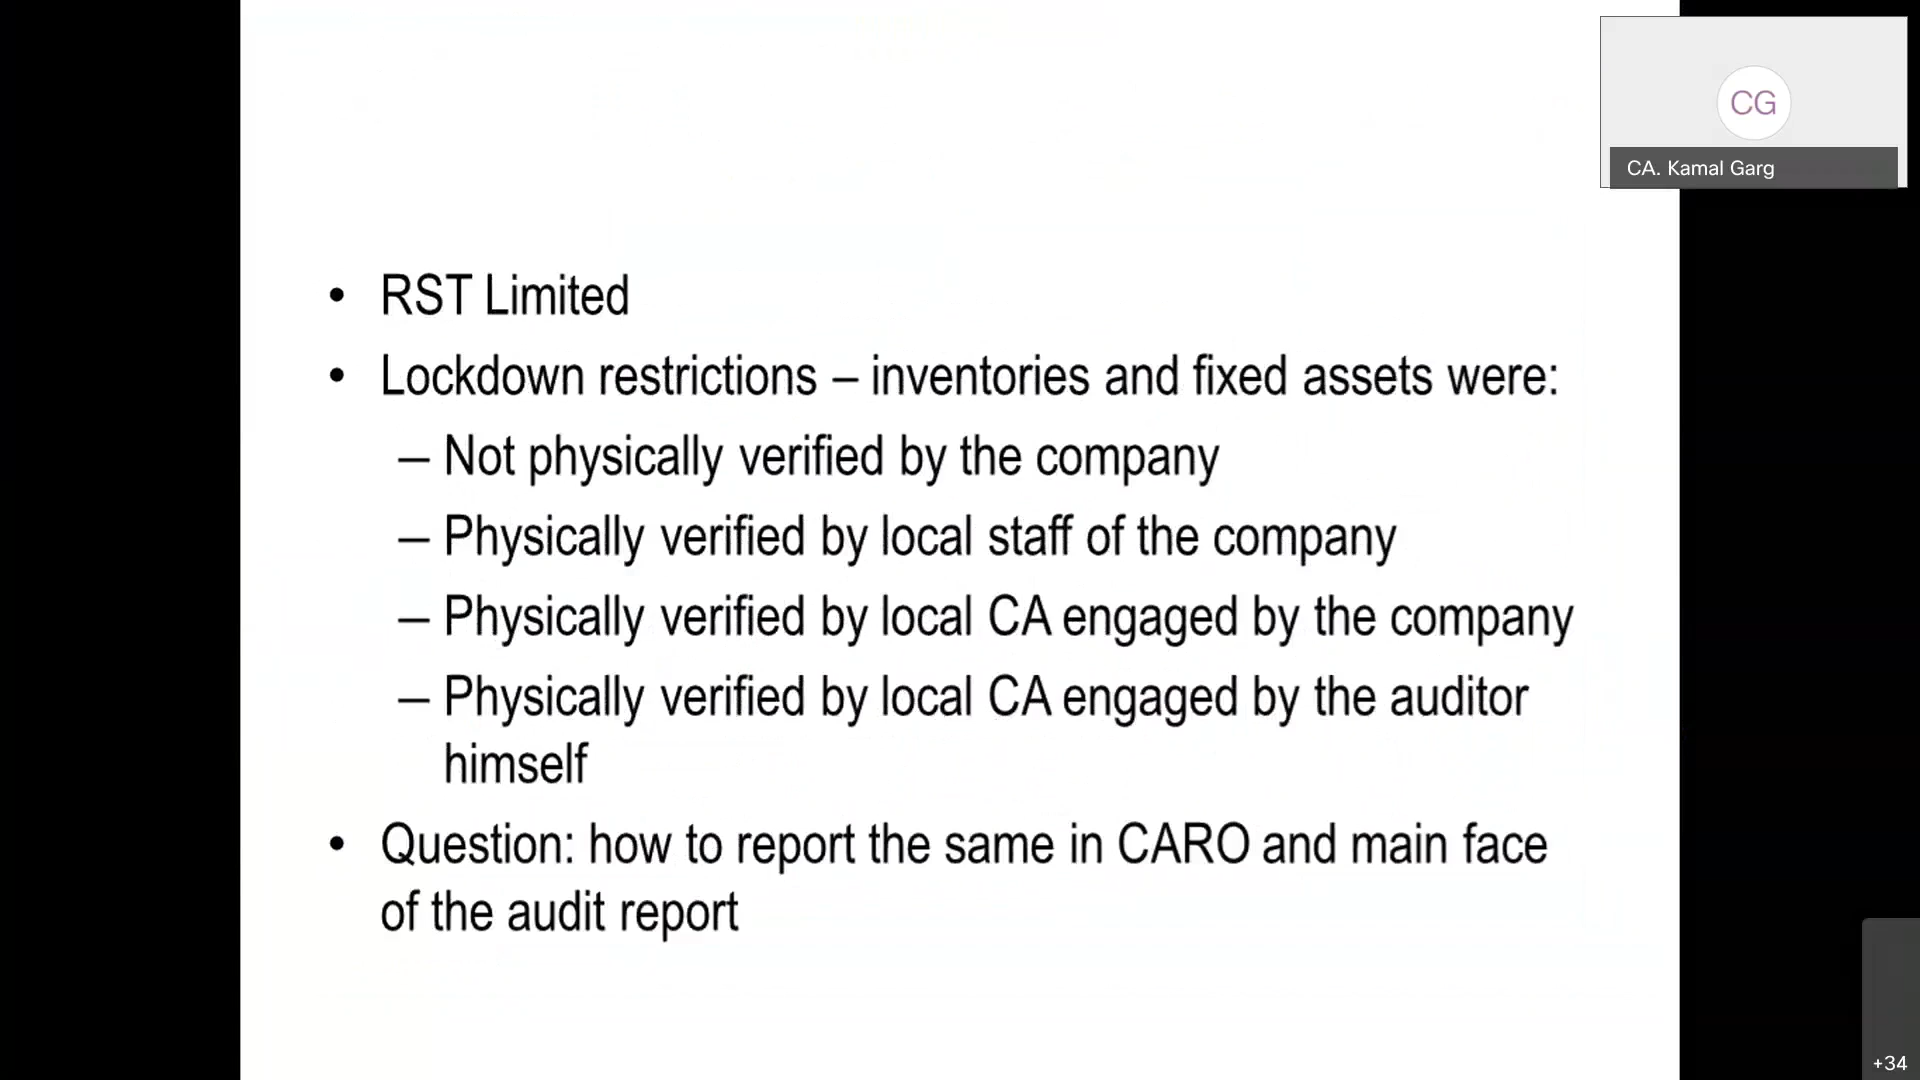 CG
CA. Kamal Garg
• RST Limited
• Lockdown restrictions – inventories and fixed assets were:
– Not physically verified by the company
– Physically verified by local staff of the company
– Physically verified by local CA engaged by the company
– Physically verified by local CA engaged by the auditor
himself
• Question: how to report the same in CARO and main face
of the audit report
+34